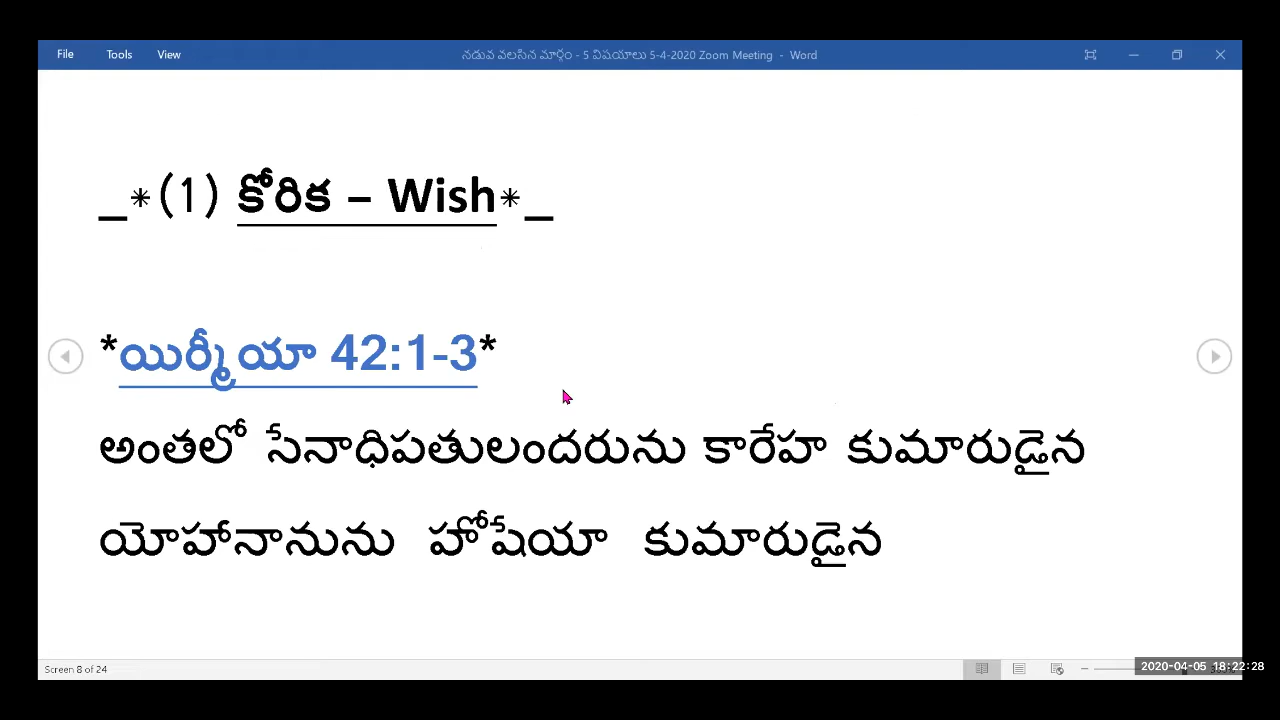 File Tools View నడువ వలసిన మార్గం - 5 విషయాలు 5-4-2020 Zoom Meeting - Word
_*(1) కోరిక – Wish*_
*యిర్మీయా 42:1-3*
అంతలో సేనాధిపతులందరును కారేహ కుమారుడైన
యోహానానును హోషేయా కుమారుడైన
Screen 8 of 24
2020-04-05 18:22:28